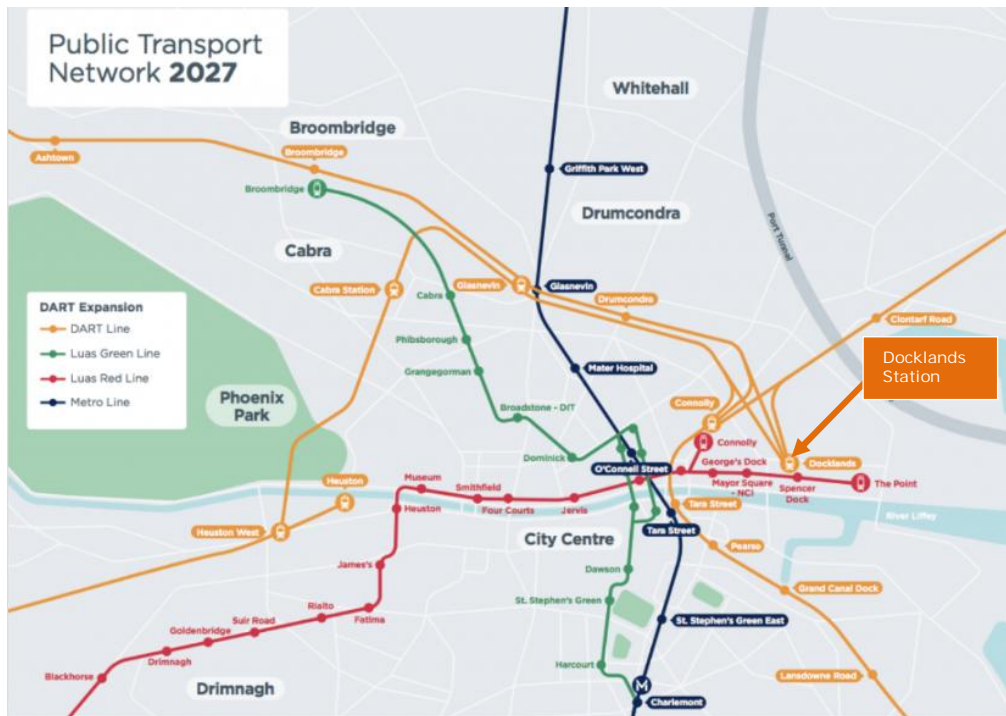 Public Transport
Network 2027
Whitehall
Broombridge
Ashtown
Broombridge
Broombridge
Griffith Park West
Drumcondra
Port Tunnel
Cabra
Cabra Station
Glasnevin
Glasnevin
Cabra
Drumcondra
Clontarf Road
DART Expansion
DART Line
Luas Green Line
Luas Red Line
Metro Line
Phibsborough
Grangegorman
Mater Hospital
Docklands
Station
Phoenix
Park
Broadstone - DIT
Connolly
Connolly
Dominick
O'Connell Street
George's Dock
Docklands
Heuston
Museum
Smithfield
Mayor Square
- NCI
Spencer
Dock
The Point
Heuston
Four Courts
Jervis
Tara Street
River Liffey
Heuston West
City Centre
Tara Street
Pearse
James's
Dawson
Grand Canal Dock
St. Stephen's Green
Rialto
Fatima
Suir Road
Goldenbridge
St. Stephen's Green East
Drimnagh
Harcourt
Blackhorse
Lansdowne Road
Drimnagh
M
Charlemont